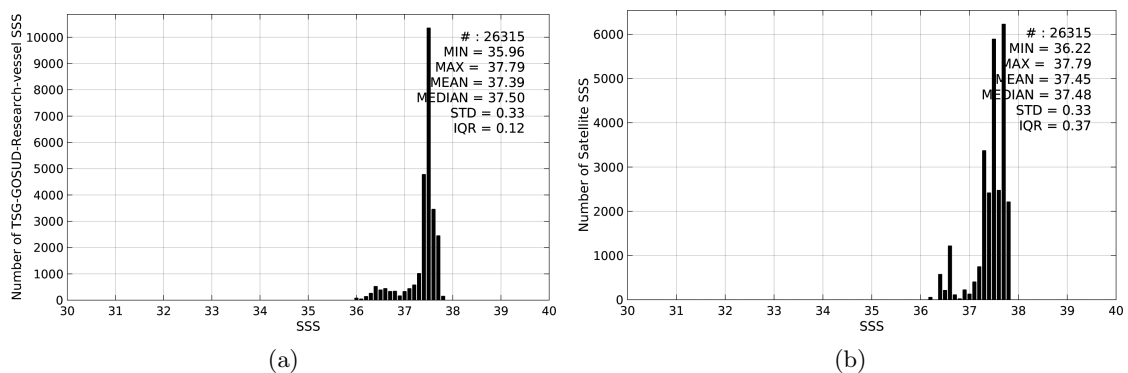 Number of TSG-GOSUD-Research-vessel SSS
10000
9000
8000
7000
6000
5000
4000
3000
2000
1000
0
# : 26315
MIN = 35.96
MAX = 37.79
MEAN = 37.39
MEDIAN = 37.50
STD = 0.33
IQR = 0.12
30 31 32 33 34 35 36 37 38 39 40
SSS
(a)
Number of Satellite SSS
6000
5000
4000
3000
2000
1000
0
# : 26315
MIN = 36.22
MAX = 37.79
MEAN = 37.45
MEDIAN = 37.48
STD = 0.33
IQR = 0.37
30 31 32 33 34 35 36 37 38 39 40
SSS
(b)